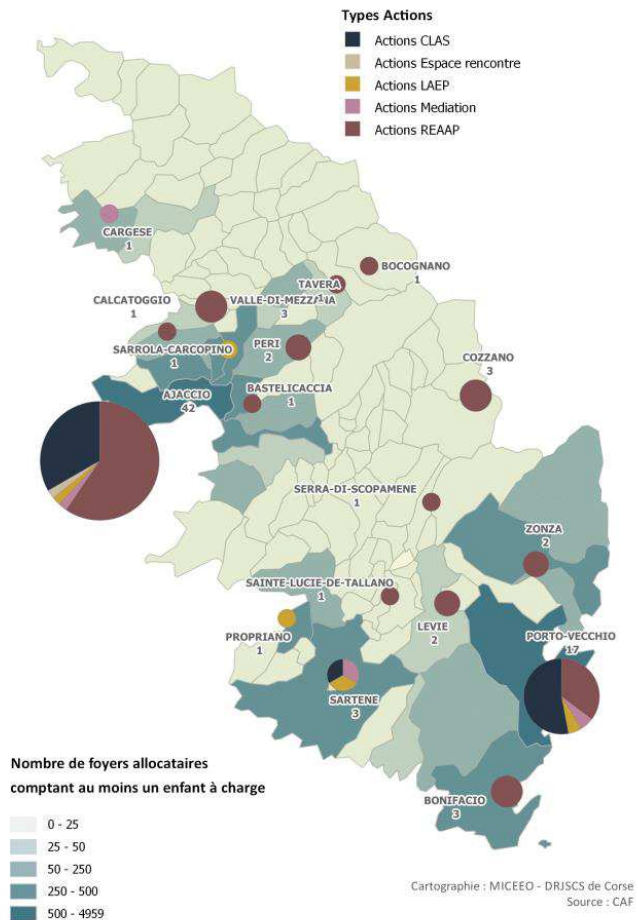 Types Actions
Actions CLAS
Actions Espace rencontre
Actions LAEP
Actions Mediation
Actions REAAP
CARGESE
1
BOCOGNANO
1
TAVERA
1
CALCATOGGIO
1
VALLE-DI-MEZZANA
3
SARROLA-CARCOPINO
1
PERI
2
COZZANO
3
AJACCIO
42
BASTELICACCIA
1
SERRA-DI-SCOPAMENE
1
ZONZA
2
SAINTE-LUCIE-DE-TALLANO
1
PROPRIANO
1
LEVIE
2
PORTO-VECCHIO
17
SARTENE
3
BONIFACIO
3
Nombre de foyers allocataires
comptant au moins un enfant à charge
0 - 25
25 - 50
50 - 250
250 - 500
500 - 4959
Cartographie : MICEEO - DRJSCS de Corse
Source : CAF